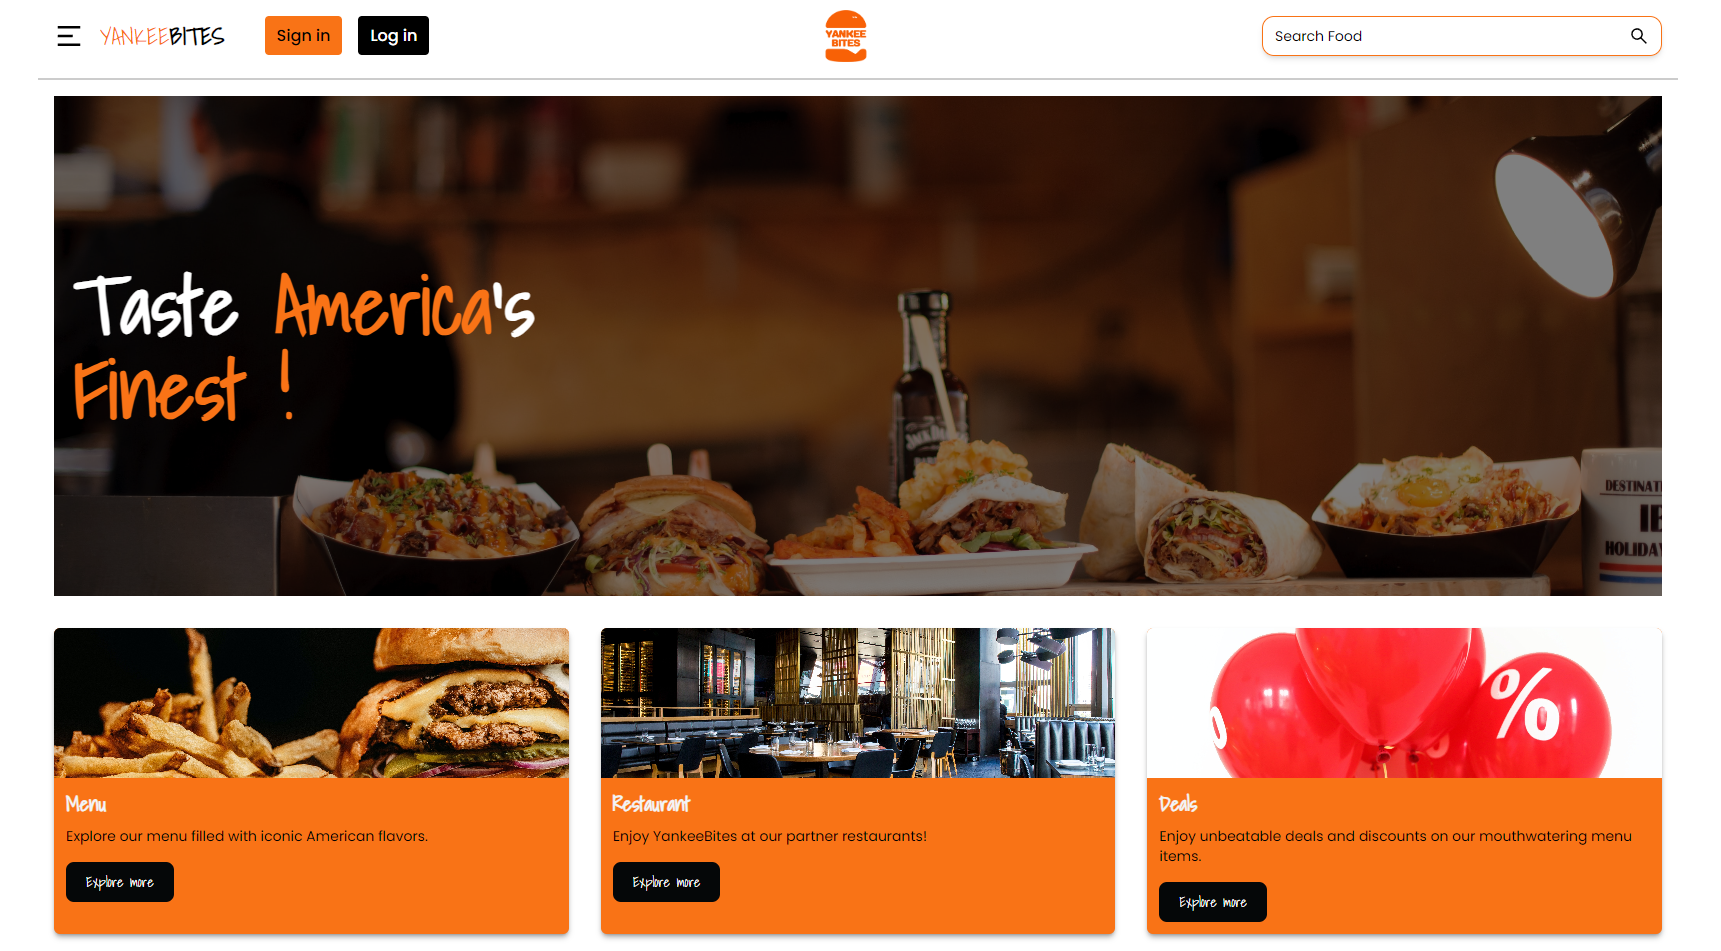 YANKEEBITES
Sign in
Log in
YANKEE
BITES
Search Food
Taste America's
Finest !
JACK
DESTINAT
IB
HOLIDAY
%
Menu
Explore our menu filled with iconic American flavors.
Explore more
Restaurant
Enjoy YankeeBites at our partner restaurants!
Explore more
Deals
Enjoy unbeatable deals and discounts on our mouthwatering menu
items.
Explore more